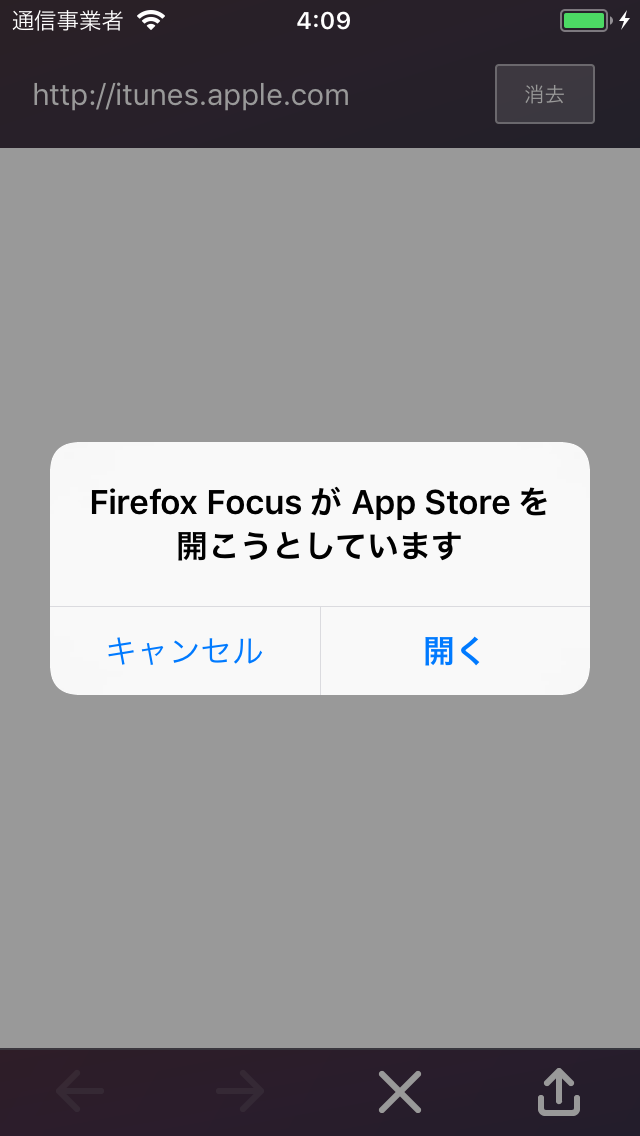 通信事業者 4:09
http://itunes.apple.com 消去
Firefox Focus が App Store を
開こうとしています
キャンセル 開く